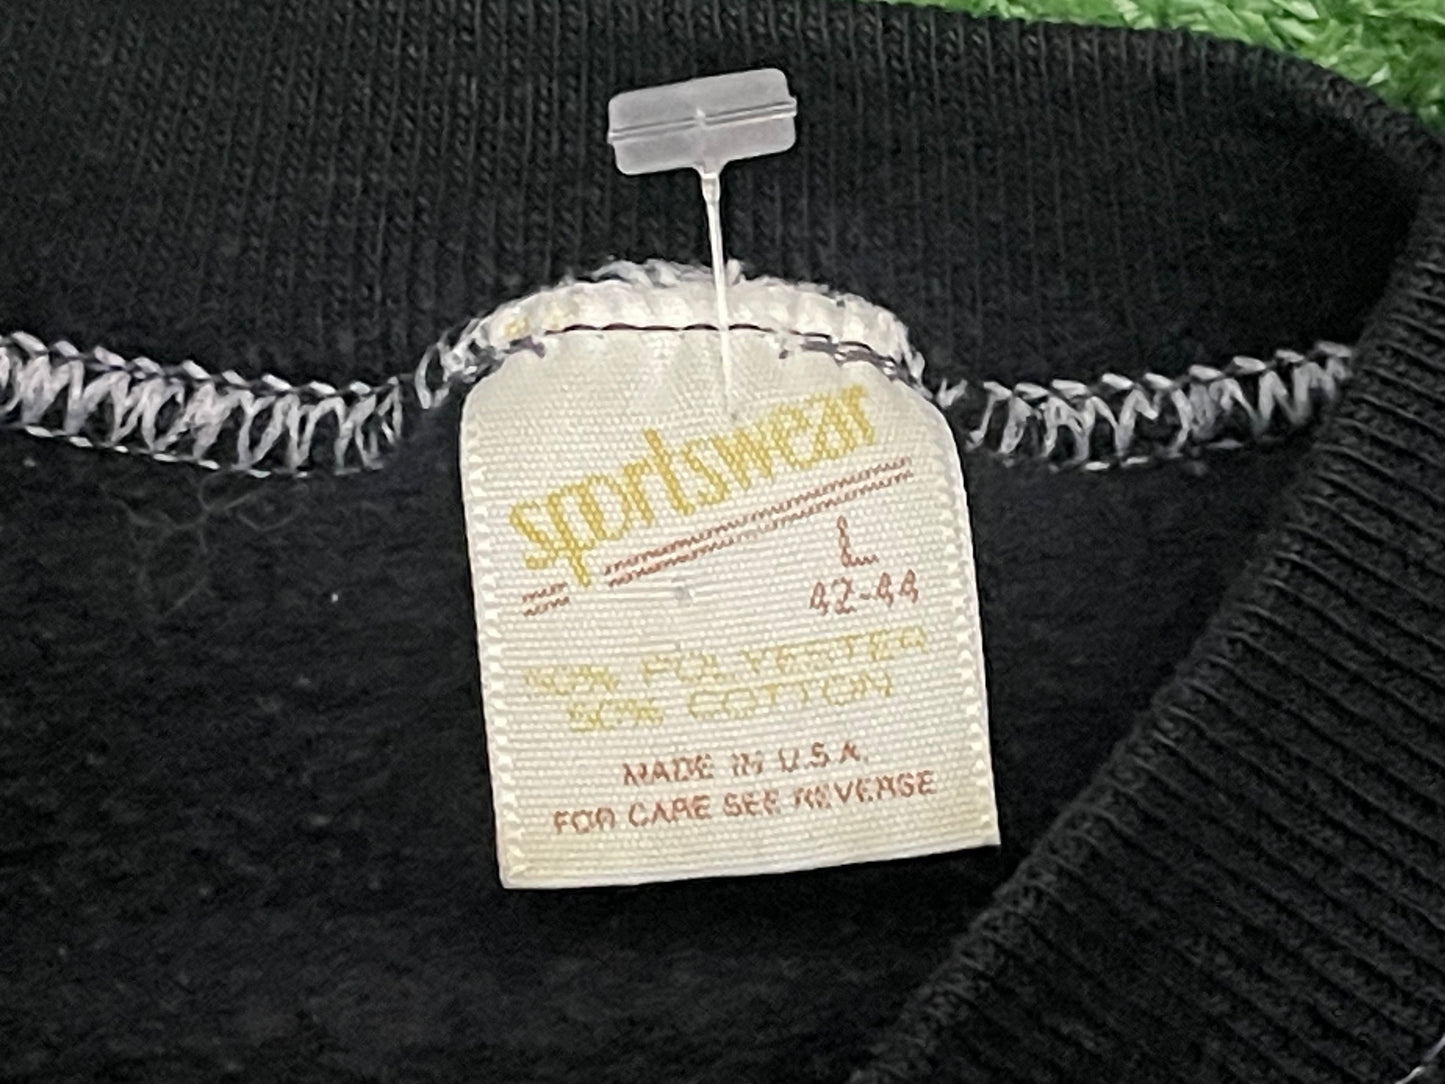 sportswear
L
42-44
50% POLYESTER
50% COTTON
MADE IN U.S.A.
FOR CARE SEE REVERSE